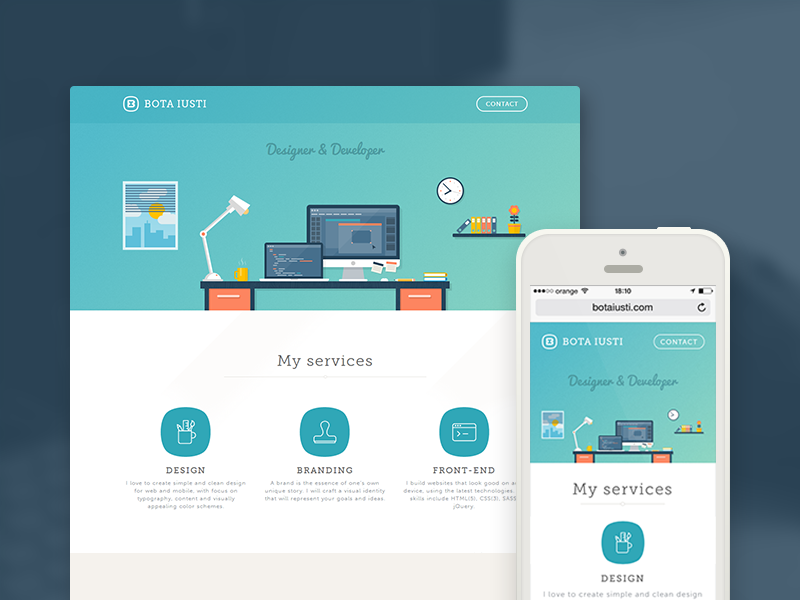 BOTA IUSTI
CONTACT
Designer & Developer
My services
DESIGN
I love to create simple and clean design
for web and mobile, with focus on
typography, content and visually
appealing color schemes.
BRANDING
A brand is the essence of one's own
unique story. I will craft a visual identity
that will represent your goals and ideas.
FRONT-END
I build websites that look good on a
device, using the latest technologies.
skills include HTML(5), CSS(3), SASS
jQuery.
orange
18:10
botaiusti.com
BOTA IUSTI
CONTACT
Designer & Developer
My services
DESIGN
I love to create simple and clean design